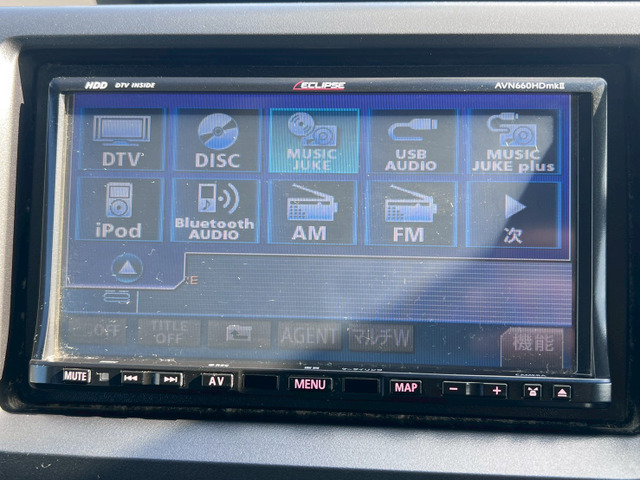 HDD DTV INSIDE ECLIPSE AVN660HDmkII
DTV DISC MUSIC JUKE USB AUDIO MUSIC JUKE plus
iPod Bluetooth AUDIO AM FM 次
:E
OFF TITLE OFF AGENT マルチW 機能
MUTE AV MENU MAP − +